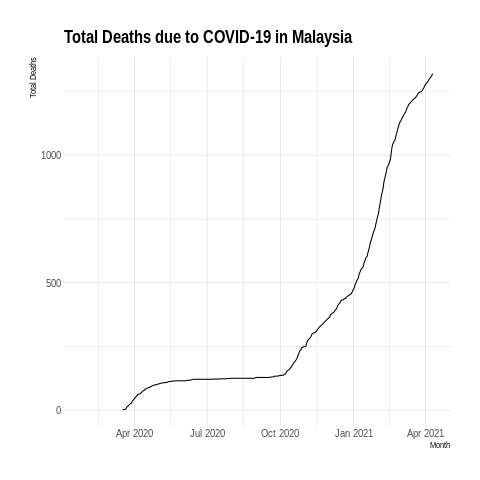 Total Deaths due to COVID-19 in Malaysia
Total Deaths
1000
500
0
Apr 2020 Jul 2020 Oct 2020 Jan 2021 Apr 2021
Month